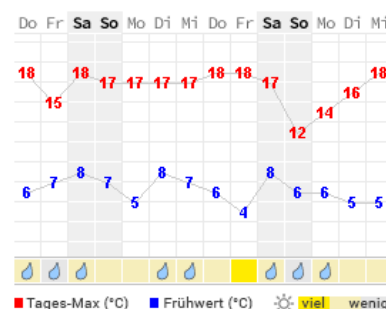 Do Fr Sa So Mo Di Mi Do Fr Sa So Mo Di Mi
18 15 18 17 17 17 17 18 18 17 12 14 16 18
6 7 8 7 5 8 7 6 4 8 6 6 5 5
Tages-Max (°C) Frühwert (°C) viel wenig